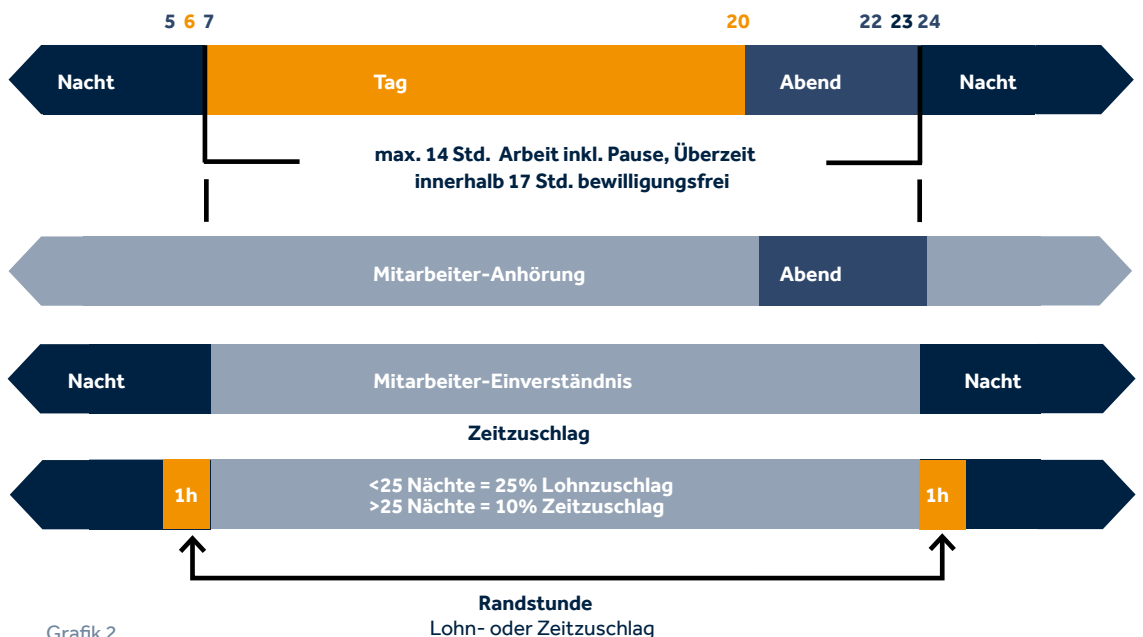 5 6 7 20 22 23 24
Nacht Tag Abend Nacht
max. 14 Std. Arbeit inkl. Pause, Überzeit
innerhalb 17 Std. bewilligungsfrei
Mitarbeiter-Anhörung Abend
Nacht Mitarbeiter-Einverständnis Nacht
Zeitzuschlag
1h <25 Nächte = 25% Lohnzuschlag 1h
>25 Nächte = 10% Zeitzuschlag
Randstunde
Lohn- oder Zeitzuschlag
Grafik 2